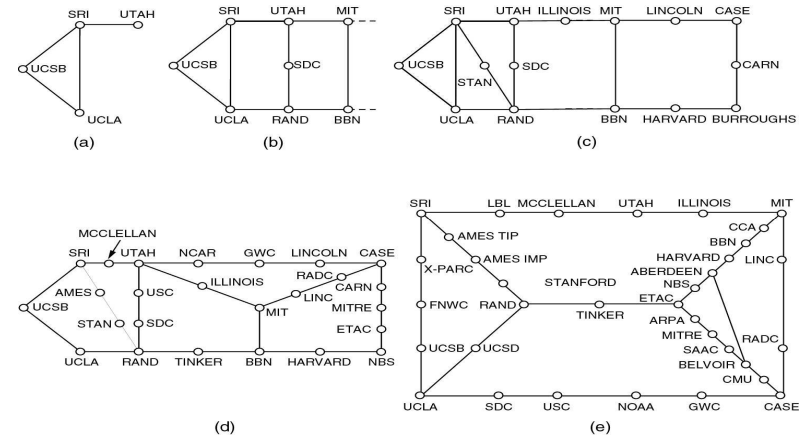 SRI UTAH
UCSB
UCLA
(a)
SRI UTAH MIT
UCSB SDC
UCLA RAND BBN
(b)
SRI UTAH ILLINOIS MIT LINCOLN CASE
UCSB STAN SDC CARN
UCLA RAND BBN HARVARD BURROUGHS
(c)
MCCLELLAN
SRI UTAH NCAR GWC LINCOLN CASE
RADC
ILLINOIS CARN
AMES USC LINC
UCSB MIT MITRE
STAN SDC ETAC
UCLA RAND TINKER BBN HARVARD NBS
(d)
SRI LBL MCCLELLAN UTAH ILLINOIS MIT
CCA
AMES TIP BBN
AMES IMP HARVARD LINC
X-PARC ABERDEEN
STANFORD NBS
FNWC RAND ETAC
TINKER ARPA
MITRE
UCSB UCSD SAAC RADC
BELVOIR
CMU
UCLA SDC USC NOAA GWC CASE
(e)